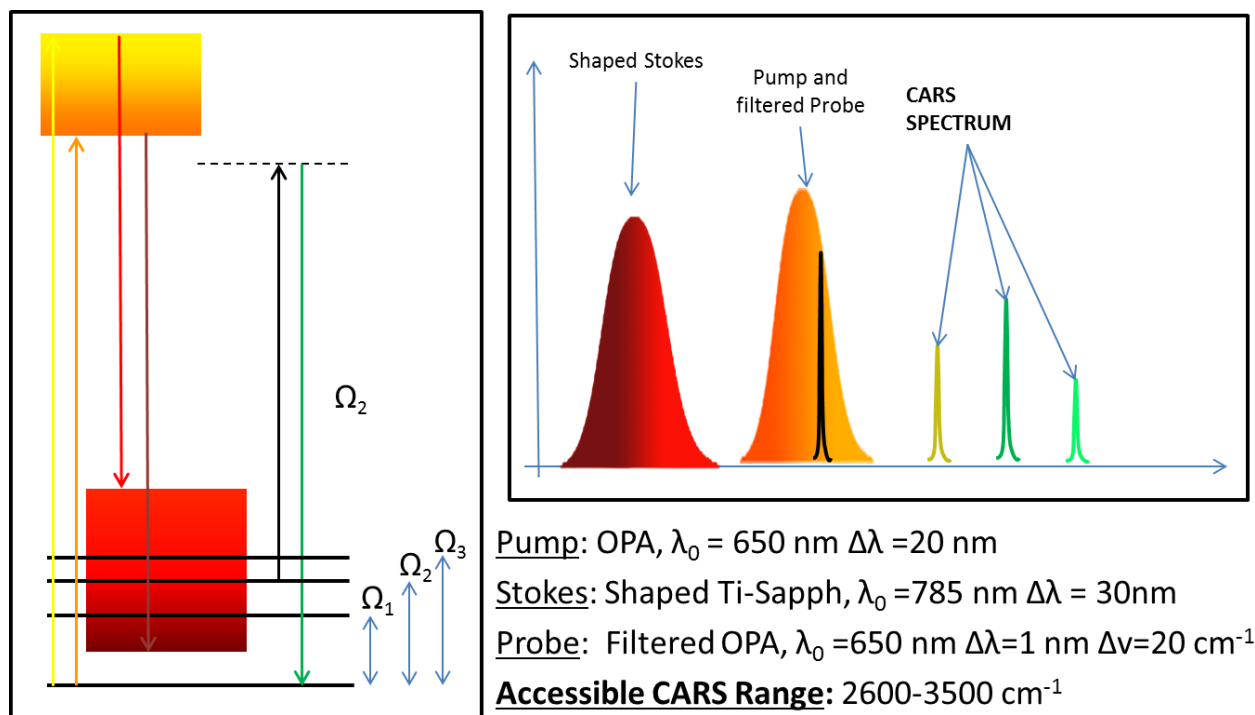 Ω₂
Ω₁
Ω₂
Ω₃
Shaped Stokes
Pump and
filtered Probe
CARS
SPECTRUM
Pump: OPA, λ₀ = 650 nm Δλ =20 nm
Stokes: Shaped Ti-Sapph, λ₀ =785 nm Δλ = 30nm
Probe:  Filtered OPA, λ₀ =650 nm Δλ=1 nm Δν=20 cm⁻¹
Accessible CARS Range: 2600-3500 cm⁻¹